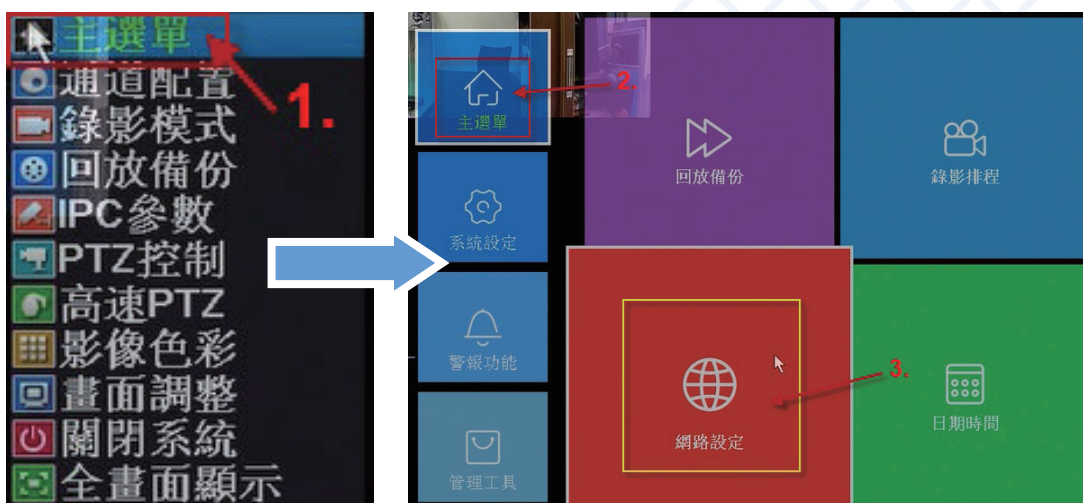 主選單
1.
通道配置
錄影模式
回放備份
IPC參數
PTZ控制
高速PTZ
影像色彩
畫面調整
關閉系統
全畫面顯示
主選單
2.
系統設定
警報功能
管理工具
回放備份
錄影排程
網路設定
3.
日期時間